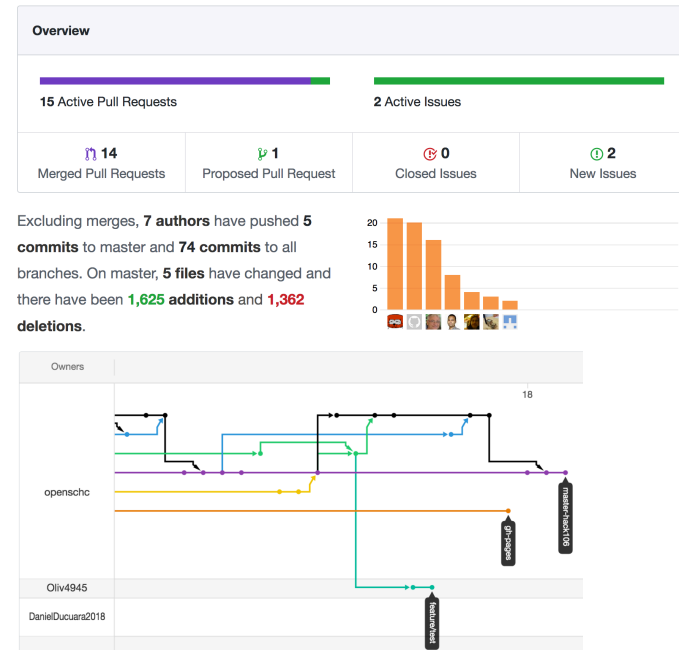 Overview
15 Active Pull Requests
2 Active Issues
14
Merged Pull Requests
1
Proposed Pull Request
0
Closed Issues
2
New Issues
Excluding merges, 7 authors have pushed 5
commits to master and 74 commits to all
branches. On master, 5 files have changed and
there have been 1,625 additions and 1,362
deletions.
20
15
10
5
0
Owners
18
openschc
master-hack106
gh-pages
Oliv4945
DanielDucuara2018
feature/test